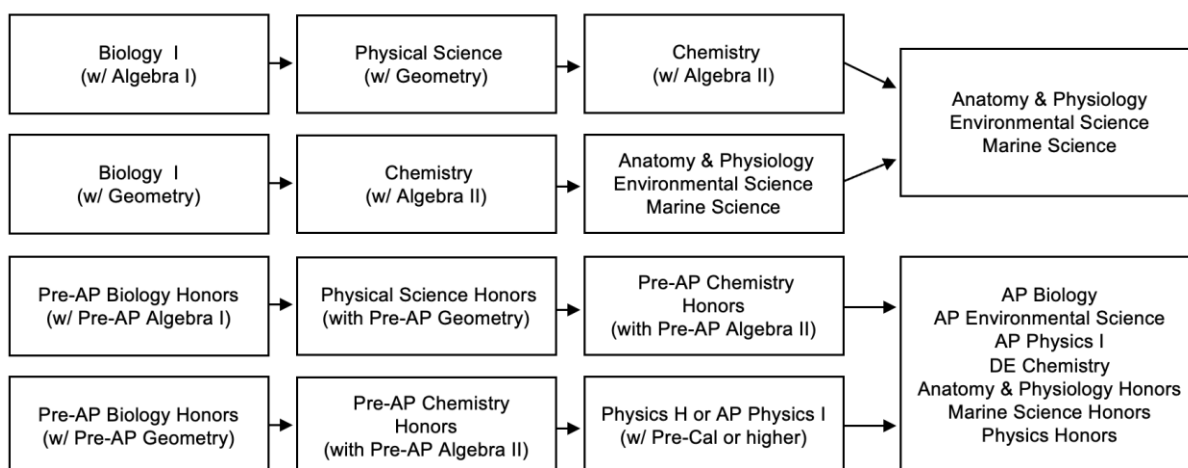 Biology I
(w/ Algebra I)
Physical Science
(w/ Geometry)
Chemistry
(w/ Algebra II)
Anatomy & Physiology
Environmental Science
Marine Science
Biology I
(w/ Geometry)
Chemistry
(w/ Algebra II)
Anatomy & Physiology
Environmental Science
Marine Science
Pre-AP Biology Honors
(w/ Pre-AP Algebra I)
Physical Science Honors
(with Pre-AP Geometry)
Pre-AP Chemistry
Honors
(with Pre-AP Algebra II)
AP Biology
AP Environmental Science
AP Physics I
DE Chemistry
Anatomy & Physiology Honors
Marine Science Honors
Physics Honors
Pre-AP Biology Honors
(w/ Pre-AP Geometry)
Pre-AP Chemistry
Honors
(with Pre-AP Algebra II)
Physics H or AP Physics I
(w/ Pre-Cal or higher)